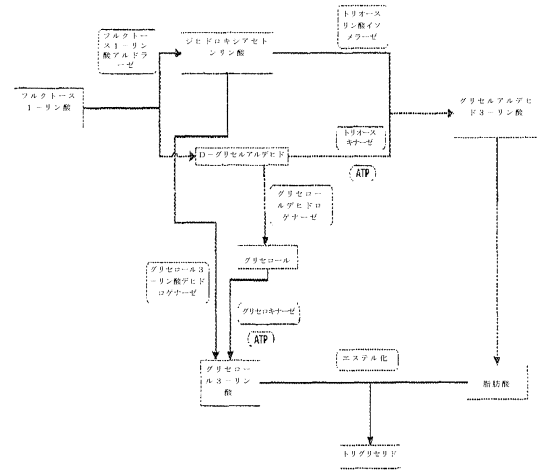 フルクトー
ス1－リン
酸アルドラ
ーゼ
ジヒドロキシアセト
ンリン酸
トリオース
リン酸イソ
メラーゼ
フルクトース
1－リン酸
グリセルアルデヒ
ド3－リン酸
トリオース
キナーゼ
D－グリセルアルデヒド
ATP
グリセロー
ルデヒドロ
ゲナーゼ
グリセロール
グリセロール3
－リン酸デヒド
ロゲナーゼ
グリセロキナーゼ
ATP
グリセロー
ル3－リン
酸
エステル化
脂肪酸
トリグリセリド